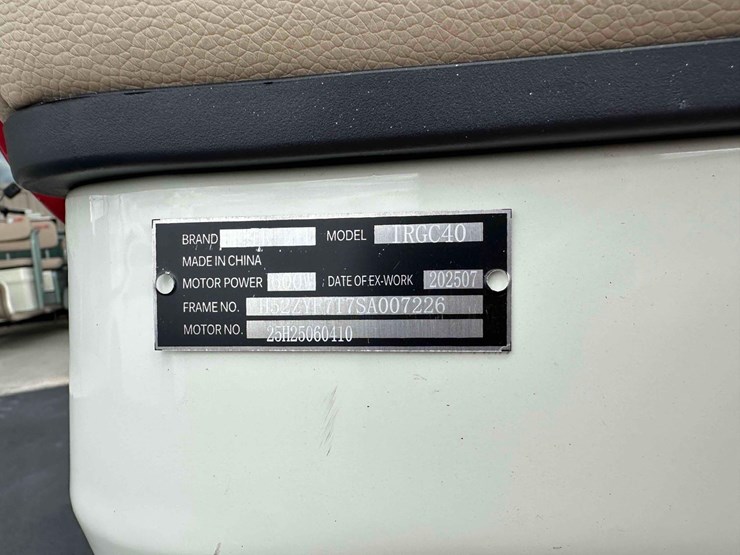 BRAND MODEL TRGC40
MADE IN CHINA
MOTOR POWER DATE OF EX-WORK 202507
FRAME NO.
MOTOR NO. 25H25060410